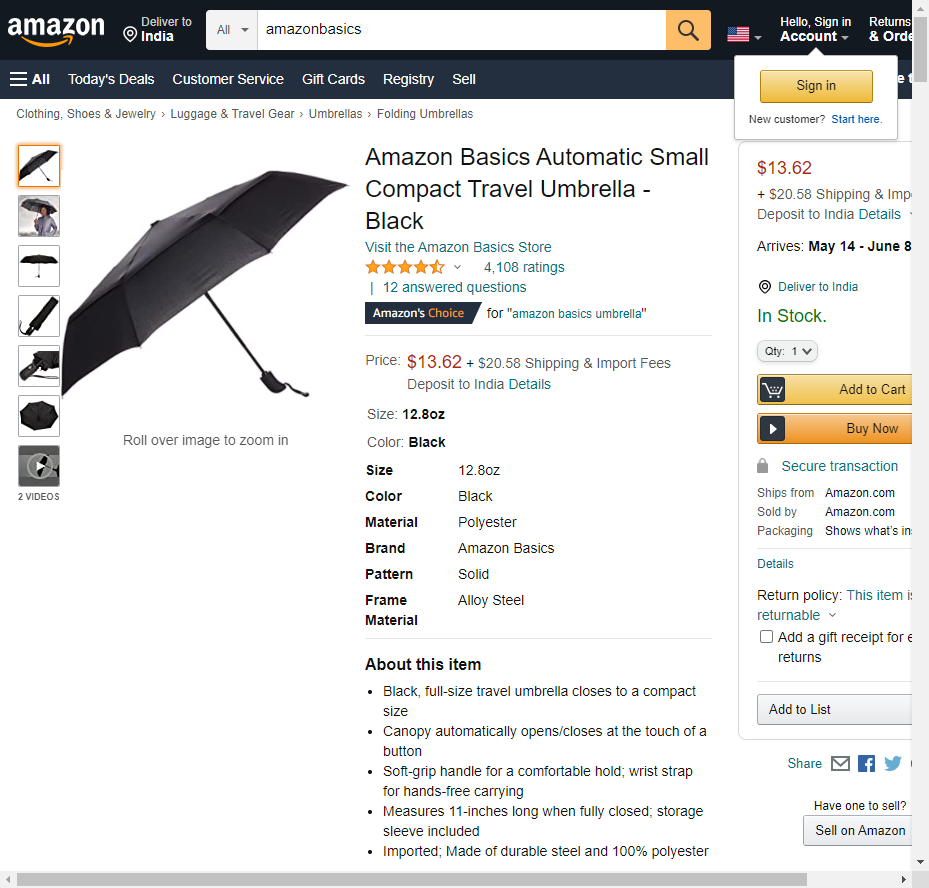 amazon
Deliver to
India
All
amazonbasics
Hello, Sign in
Account
Returns
& Orde
All
Today's Deals
Customer Service
Gift Cards
Registry
Sell
Sign in
New customer? Start here.
Clothing, Shoes & Jewelry › Luggage & Travel Gear › Umbrellas › Folding Umbrellas
2 VIDEOS
Roll over image to zoom in
Amazon Basics Automatic Small
Compact Travel Umbrella -
Black
Visit the Amazon Basics Store
4,108 ratings
| 12 answered questions
Amazon's Choice for "amazon basics umbrella"
Price: $13.62 + $20.58 Shipping & Import Fees
Deposit to India Details
Size: 12.8oz
Color: Black
Size 12.8oz
Color Black
Material Polyester
Brand Amazon Basics
Pattern Solid
Frame Alloy Steel
Material
About this item
• Black, full-size travel umbrella closes to a compact
size
• Canopy automatically opens/closes at the touch of a
button
• Soft-grip handle for a comfortable hold; wrist strap
for hands-free carrying
• Measures 11-inches long when fully closed; storage
sleeve included
• Imported; Made of durable steel and 100% polyester
$13.62
+ $20.58 Shipping & Impo
Deposit to India Details
Arrives: May 14 - June 8
Deliver to India
In Stock.
Qty: 1
Add to Cart
Buy Now
Secure transaction
Ships from Amazon.com
Sold by Amazon.com
Packaging Shows what's ins
Details
Return policy: This item is
returnable
Add a gift receipt for e
returns
Add to List
Share
Have one to sell?
Sell on Amazon